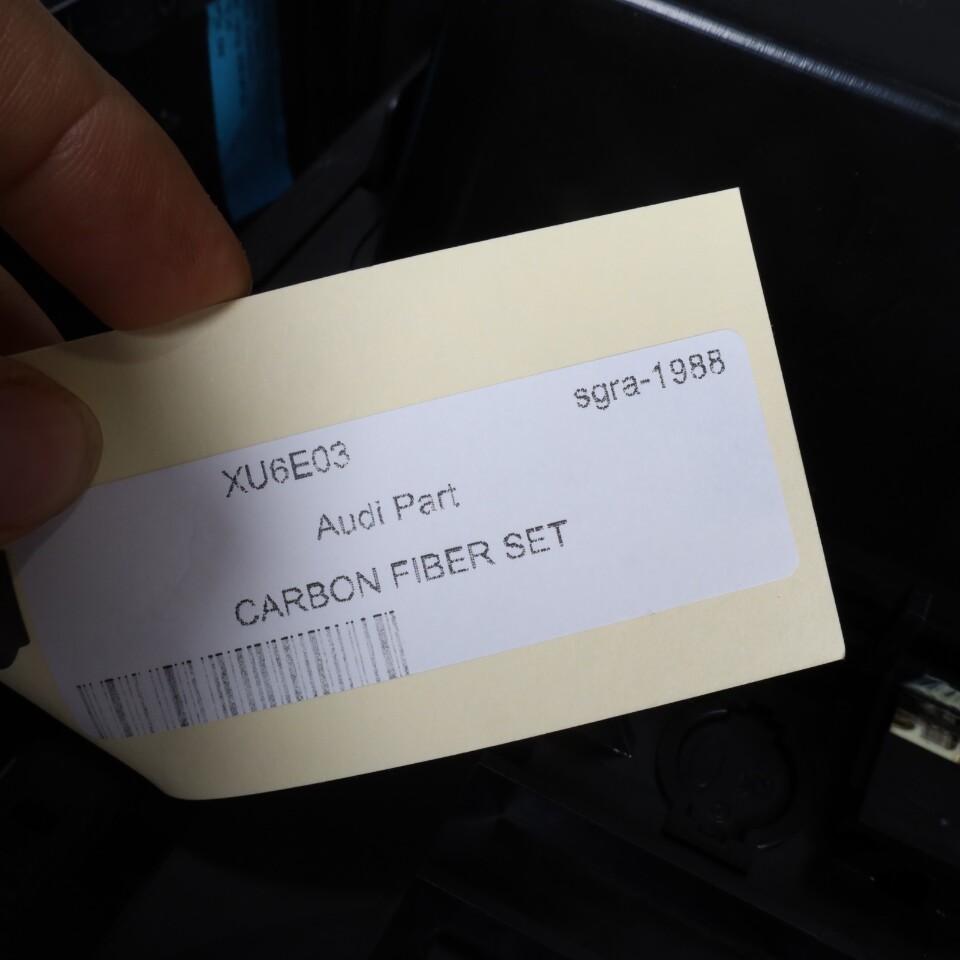 sgra-1988
XU6E03
Audi Part
CARBON FIBER SET